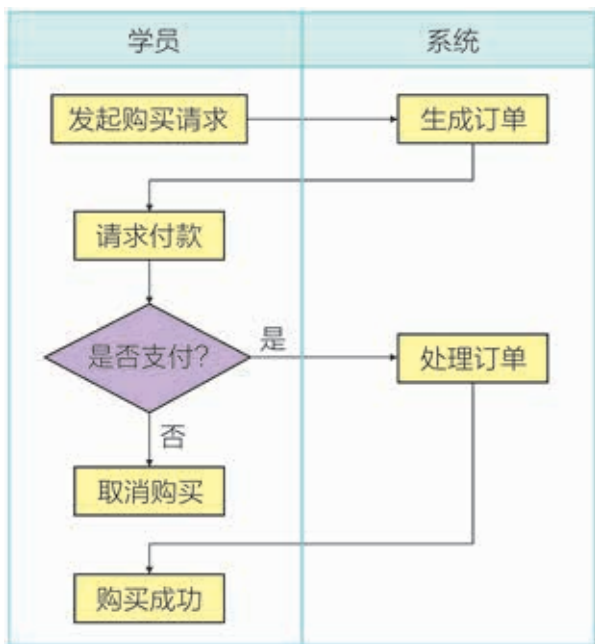 学员
系统
发起购买请求
生成订单
请求付款
是否支付?
是
处理订单
否
取消购买
购买成功